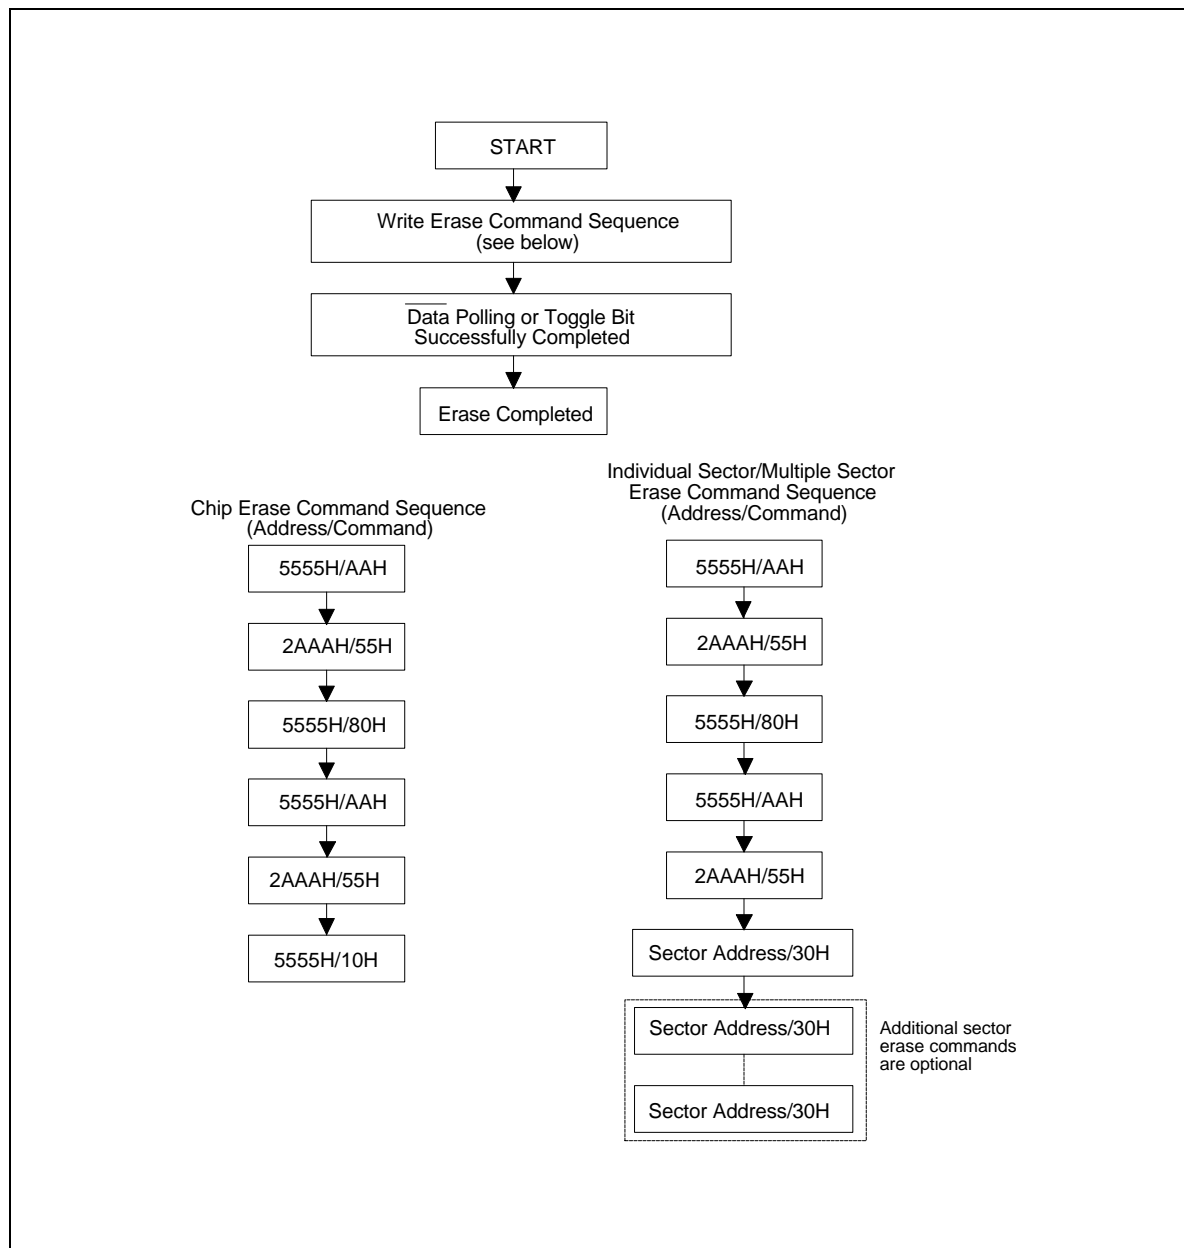 START
Write Erase Command Sequence
(see below)
Data Polling or Toggle Bit
Successfully Completed
Erase Completed
Chip Erase Command Sequence
(Address/Command)
5555H/AAH
2AAAH/55H
5555H/80H
5555H/AAH
2AAAH/55H
5555H/10H
Individual Sector/Multiple Sector
Erase Command Sequence
(Address/Command)
5555H/AAH
2AAAH/55H
5555H/80H
5555H/AAH
2AAAH/55H
Sector Address/30H
Sector Address/30H
Sector Address/30H
Additional sector
erase commands
are optional